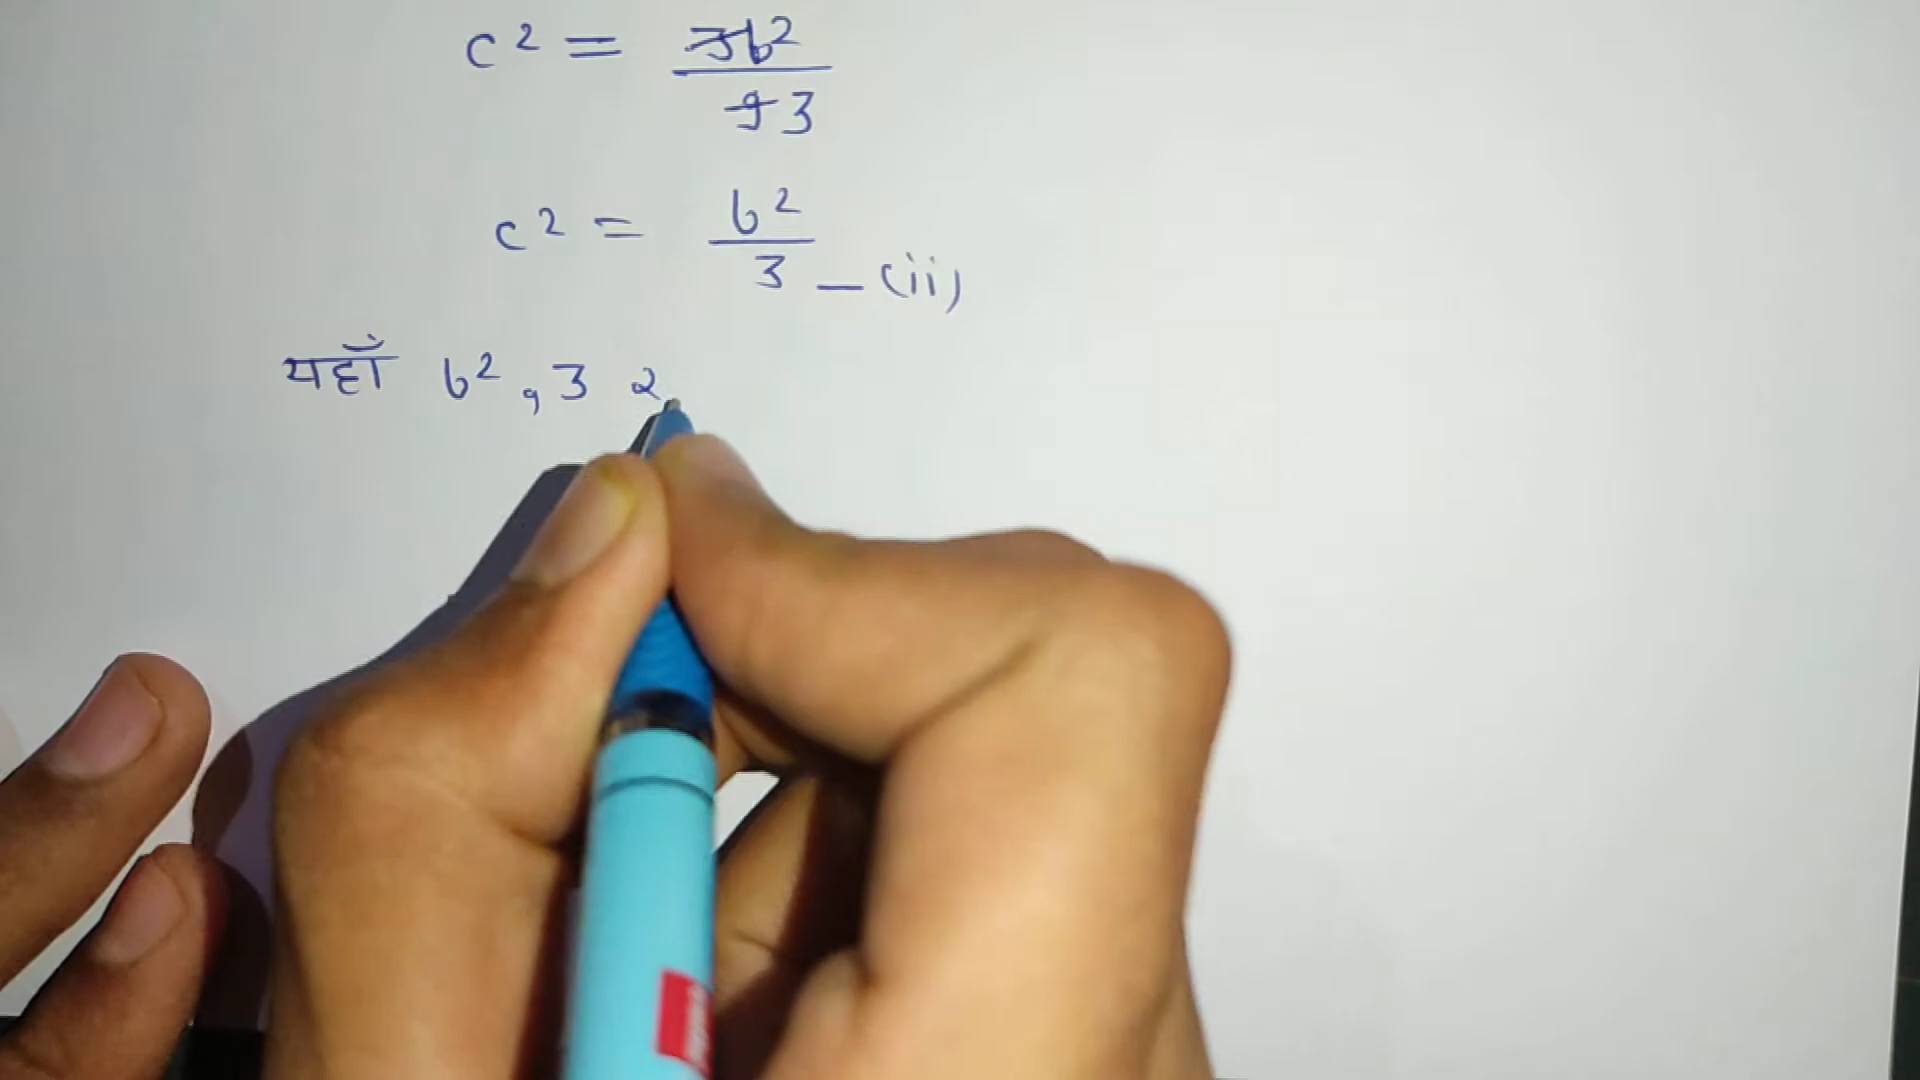 c² = 3b²
93
c² = b²
3 — (ii)
यहाँ b², 3